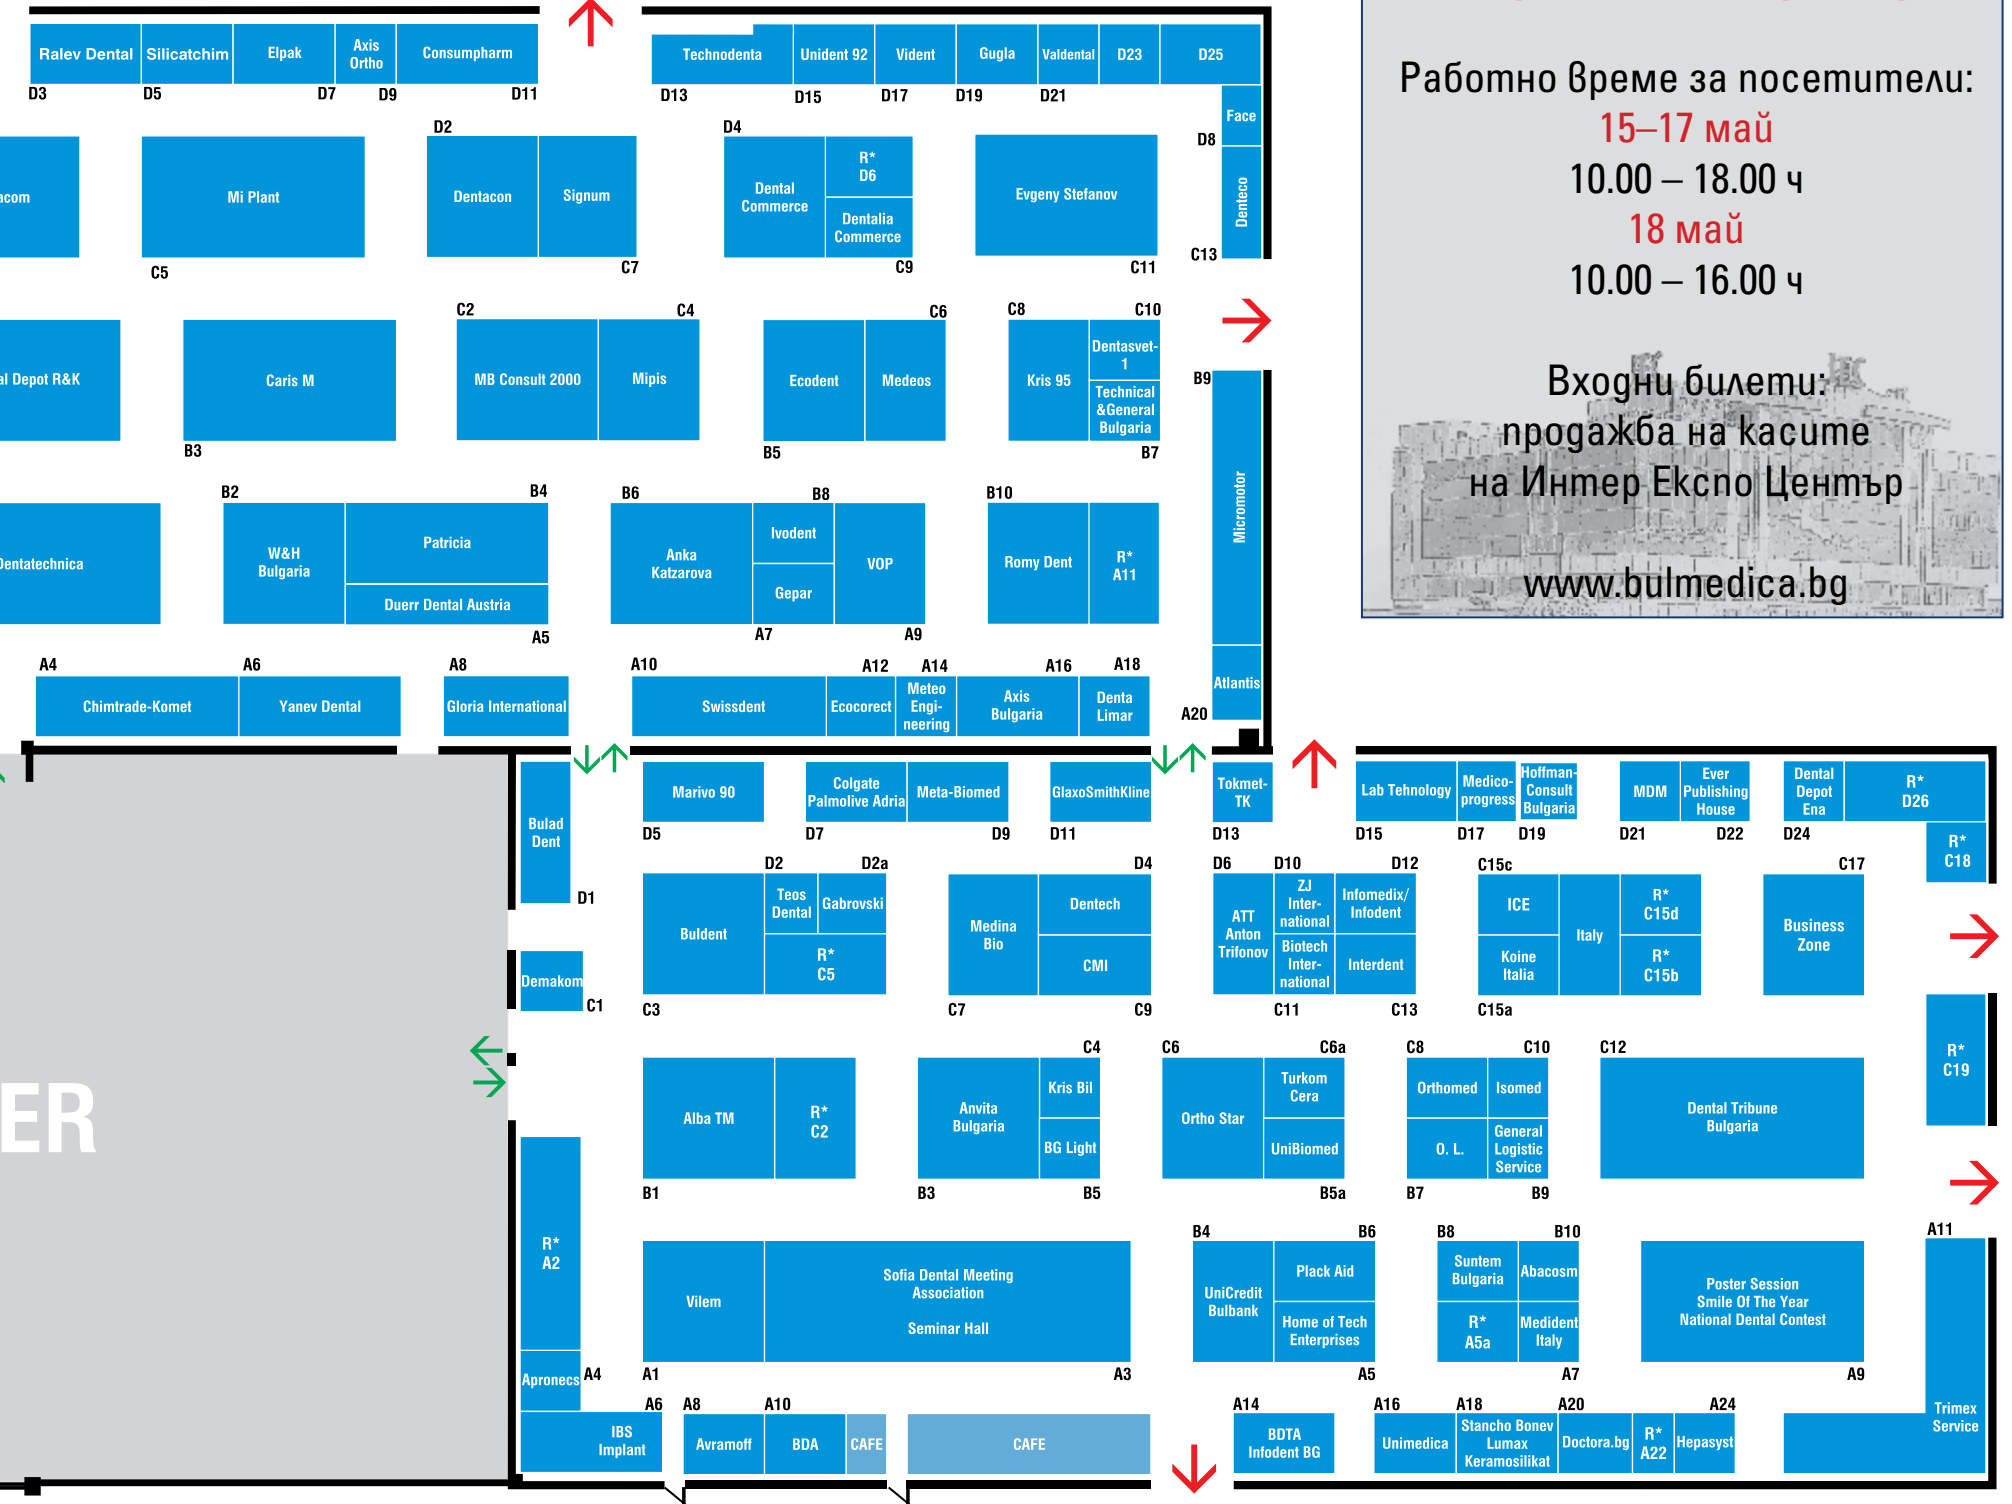 Ralev Dental
Silicatchim
Elpak
Axis
Ortho
Consumpharm
D3
D5
D7
D9
D11
Technodenta
Unident 92
Vident
Gugla
Valdental
D23
D25
D13
D15
D17
D19
D21
Face
D8
Denteco
C13
acom
Mi Plant
C5
D2
Dentacon
Signum
C7
D4
Dental
Commerce
R*
D6
Dentalia
Commerce
C9
Evgeny Stefanov
C11
al Depot R&K
Caris M
B3
C2
C4
MB Consult 2000
Mipis
C6
Ecodent
Medeos
B5
C8
C10
Kris 95
Dentasvet-
1
Technical
&General
Bulgaria
B7
B9
Micromotor
Atlantis
A20
Dentatechnica
B2
B4
W&H
Bulgaria
Patricia
Duerr Dental Austria
A5
B6
B8
Anka
Katzarova
Ivodent
Gepar
VOP
A7
A9
B10
Romy Dent
R*
A11
A4
A6
A8
Chimtrade-Komet
Yanev Dental
Gloria International
A10
A12
A14
A16
A18
Swissdent
Ecocorect
Meteo
Engi-
neering
Axis
Bulgaria
Denta
Limar
Работно време за посетители:
15–17 май
10.00 – 18.00 ч
18 май
10.00 – 16.00 ч
Входни билети:
продажба на касите
на Интер Експо Център
www.bulmedica.bg
ER
Bulad
Dent
D1
Demakom
C1
R*
A2
Apronecs
A4
IBS
Implant
A6
Marivo 90
D5
Colgate
Palmolive Adria
Meta-Biomed
D7
D9
GlaxoSmithKline
D11
Tokmet-
TK
D13
Lab Tehnology
Medico-
progress
Hoffman-
Consult
Bulgaria
D15
D17
D19
MDM
Ever
Publishing
House
D21
D22
Dental
Depot
Ena
R*
D26
D24
R*
C18
D2
D2a
Buldent
Teos
Dental
Gabrovski
R*
C5
C3
D4
Medina
Bio
Dentech
CMI
C7
C9
D6
D10
D12
ATT
Anton
Trifonov
ZJ
Inter-
national
Infomedix/
Infodent
Biotech
Inter-
national
Interdent
C11
C13
C15c
ICE
Koine
Italia
Italy
R*
C15d
R*
C15b
C15a
C17
Business
Zone
R*
C19
Alba TM
R*
C2
B1
C4
Anvita
Bulgaria
Kris Bil
BG Light
B3
B5
C6
C6a
Ortho Star
Turkom
Cera
UniBiomed
B5a
C8
C10
Orthomed
Isomed
O. L.
General
Logistic
Service
B7
B9
C12
Dental Tribune
Bulgaria
Vilem
Sofia Dental Meeting
Association
Seminar Hall
A1
A3
B4
B6
UniCredit
Bulbank
Plack Aid
Home of Tech
Enterprises
A5
B8
B10
Suntem
Bulgaria
Abacosm
R*
A5a
Medident
Italy
A7
Poster Session
Smile Of The Year
National Dental Contest
A9
A11
Trimex
Service
A8
A10
Avramoff
BDA
CAFE
CAFE
A14
BDTA
Infodent BG
A16
A18
A20
A24
Unimedica
Stancho Bonev
Lumax
Keramosilikat
Doctora.bg
R*
A22
Hepasyst